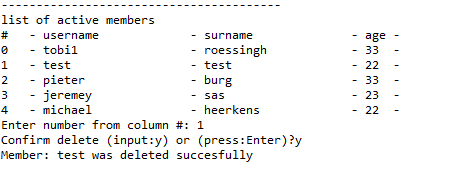 ----------------------------------------
list of active members
#   - username             - surname              - age -
0   - tobi1                - roessingh            - 33  -
1   - test                 - test                 - 22  -
2   - pieter               - burg                 - 33  -
3   - jeremey              - sas                  - 23  -
4   - michael              - heerkens             - 22  -
Enter number from column #: 1
Confirm delete (input:y) or (press:Enter)?y
Member: test was deleted succesfully